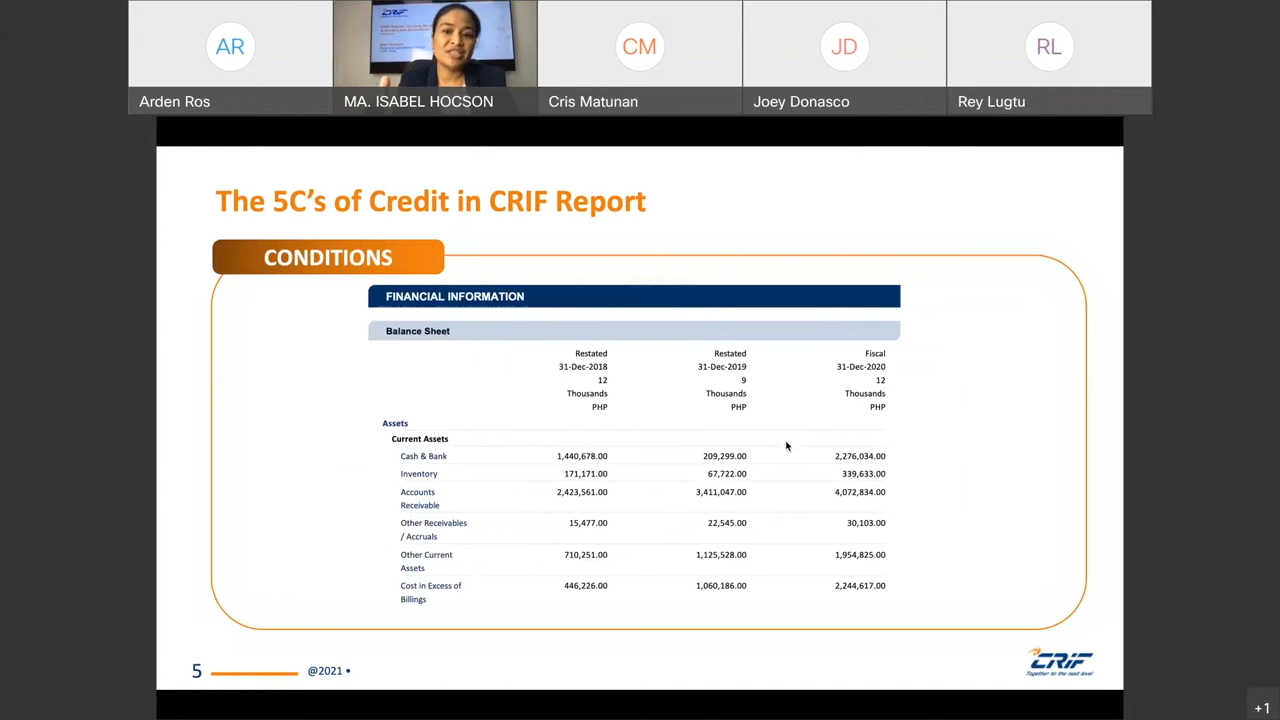 AR
CM
JD
RL
Arden Ros
MA. ISABEL HOCSON
Cris Matunan
Joey Donasco
Rey Lugtu
The 5C’s of Credit in CRIF Report
CONDITIONS
FINANCIAL INFORMATION
Balance Sheet
Restated Restated Fiscal
31-Dec-2018 31-Dec-2019 31-Dec-2020
12 9 12
Thousands Thousands Thousands
PHP PHP PHP
Assets
Current Assets
Cash & Bank 1,440,678.00 209,299.00 2,276,034.00
Inventory 171,171.00 67,722.00 339,633.00
Accounts 2,423,561.00 3,411,047.00 4,072,834.00
Receivable
Other Receivables 15,477.00 22,545.00 30,103.00
/ Accruals
Other Current 710,251.00 1,125,528.00 1,954,825.00
Assets
Cost in Excess of 446,226.00 1,060,186.00 2,244,617.00
Billings
5
@2021 •
CRIF
Together to the next level
+1